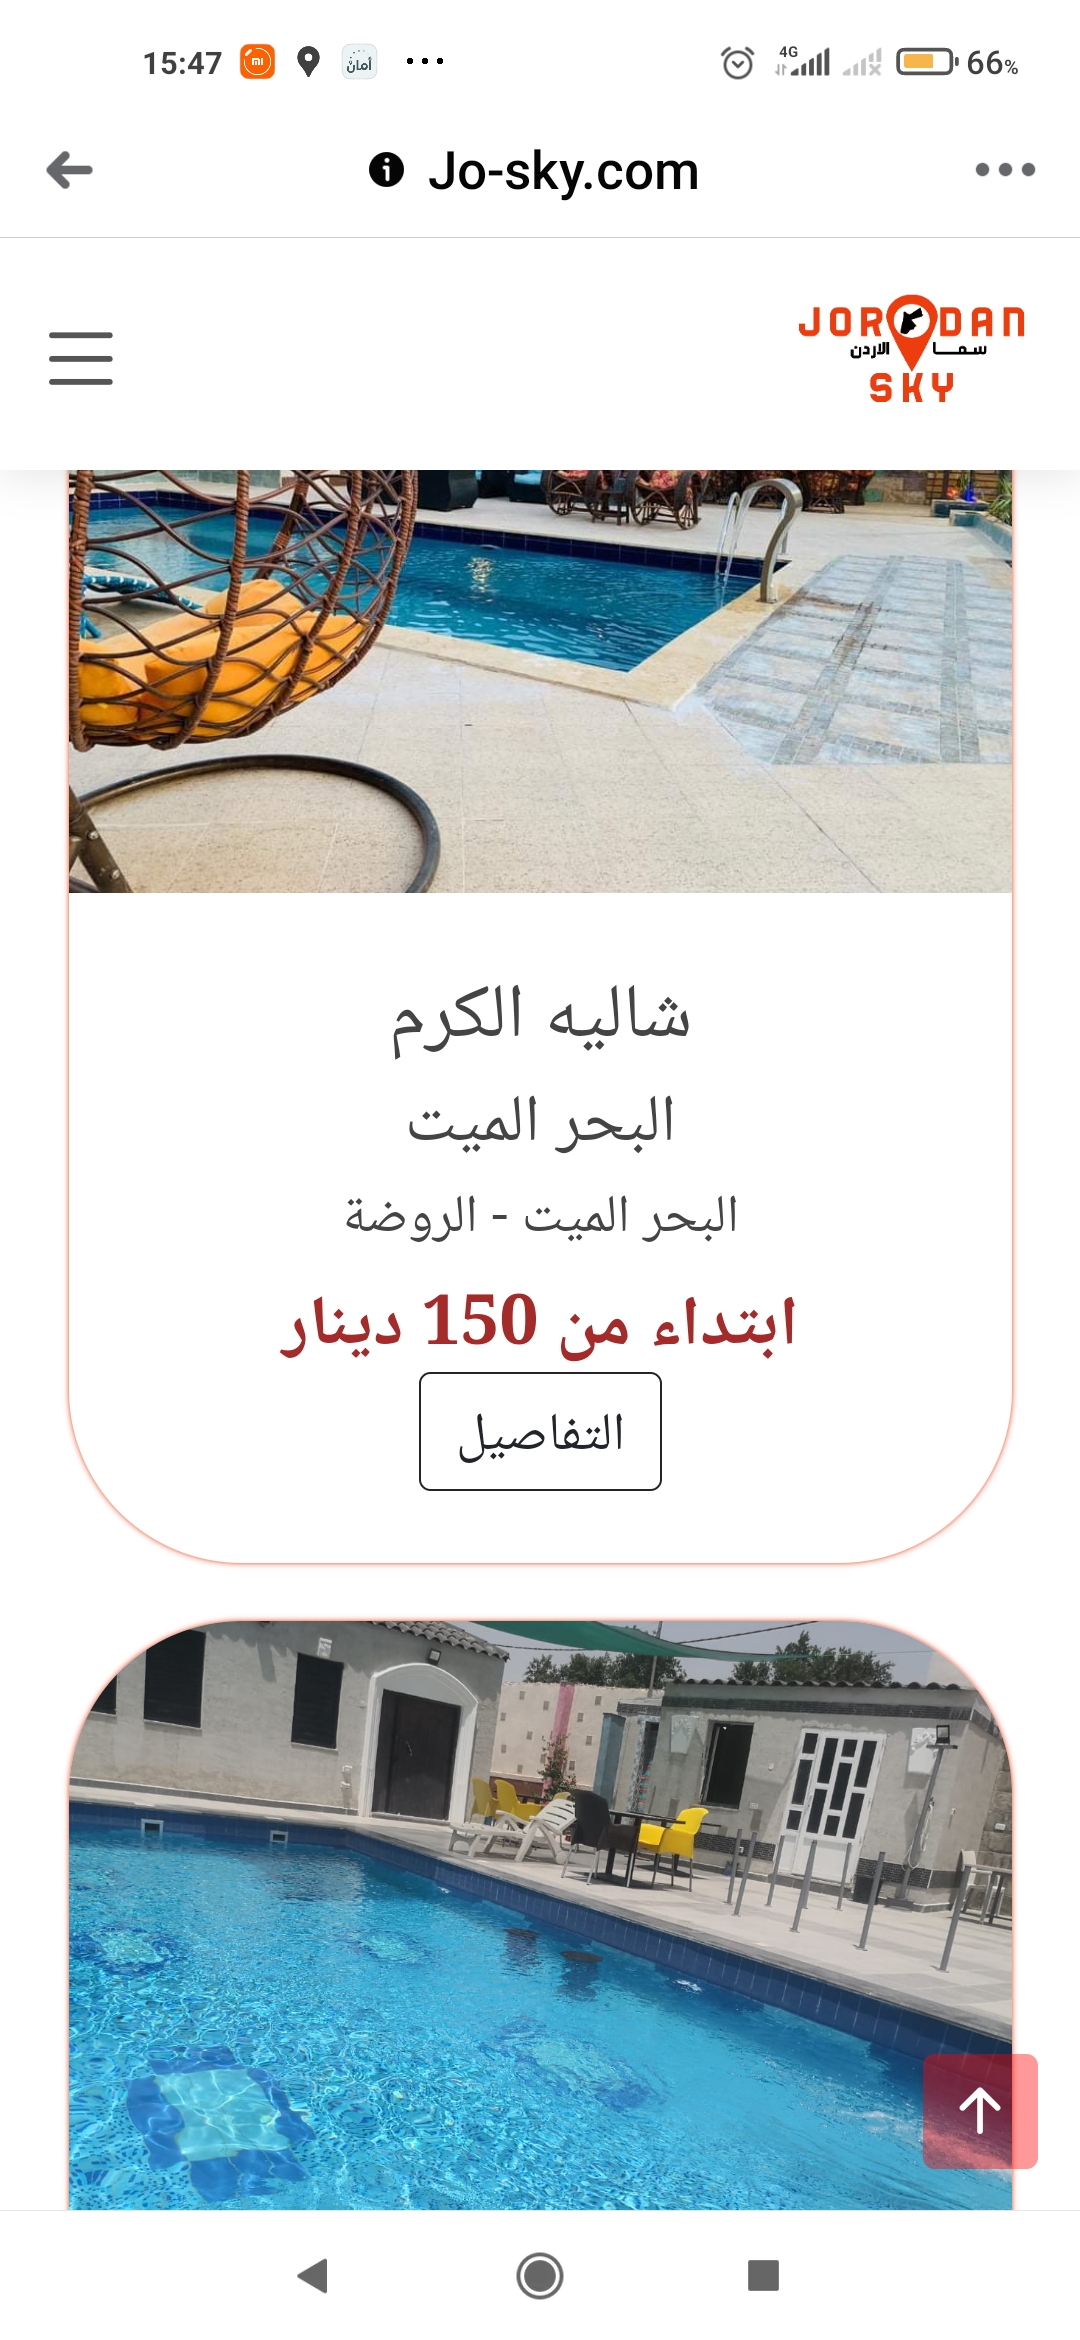 15:47
أمان
4G
66%
Jo-sky.com
JORDAN
سما الاردن
SKY
شاليه الكرم
البحر الميت
البحر الميت - الروضة
ابتداء من 150 دينار
التفاصيل